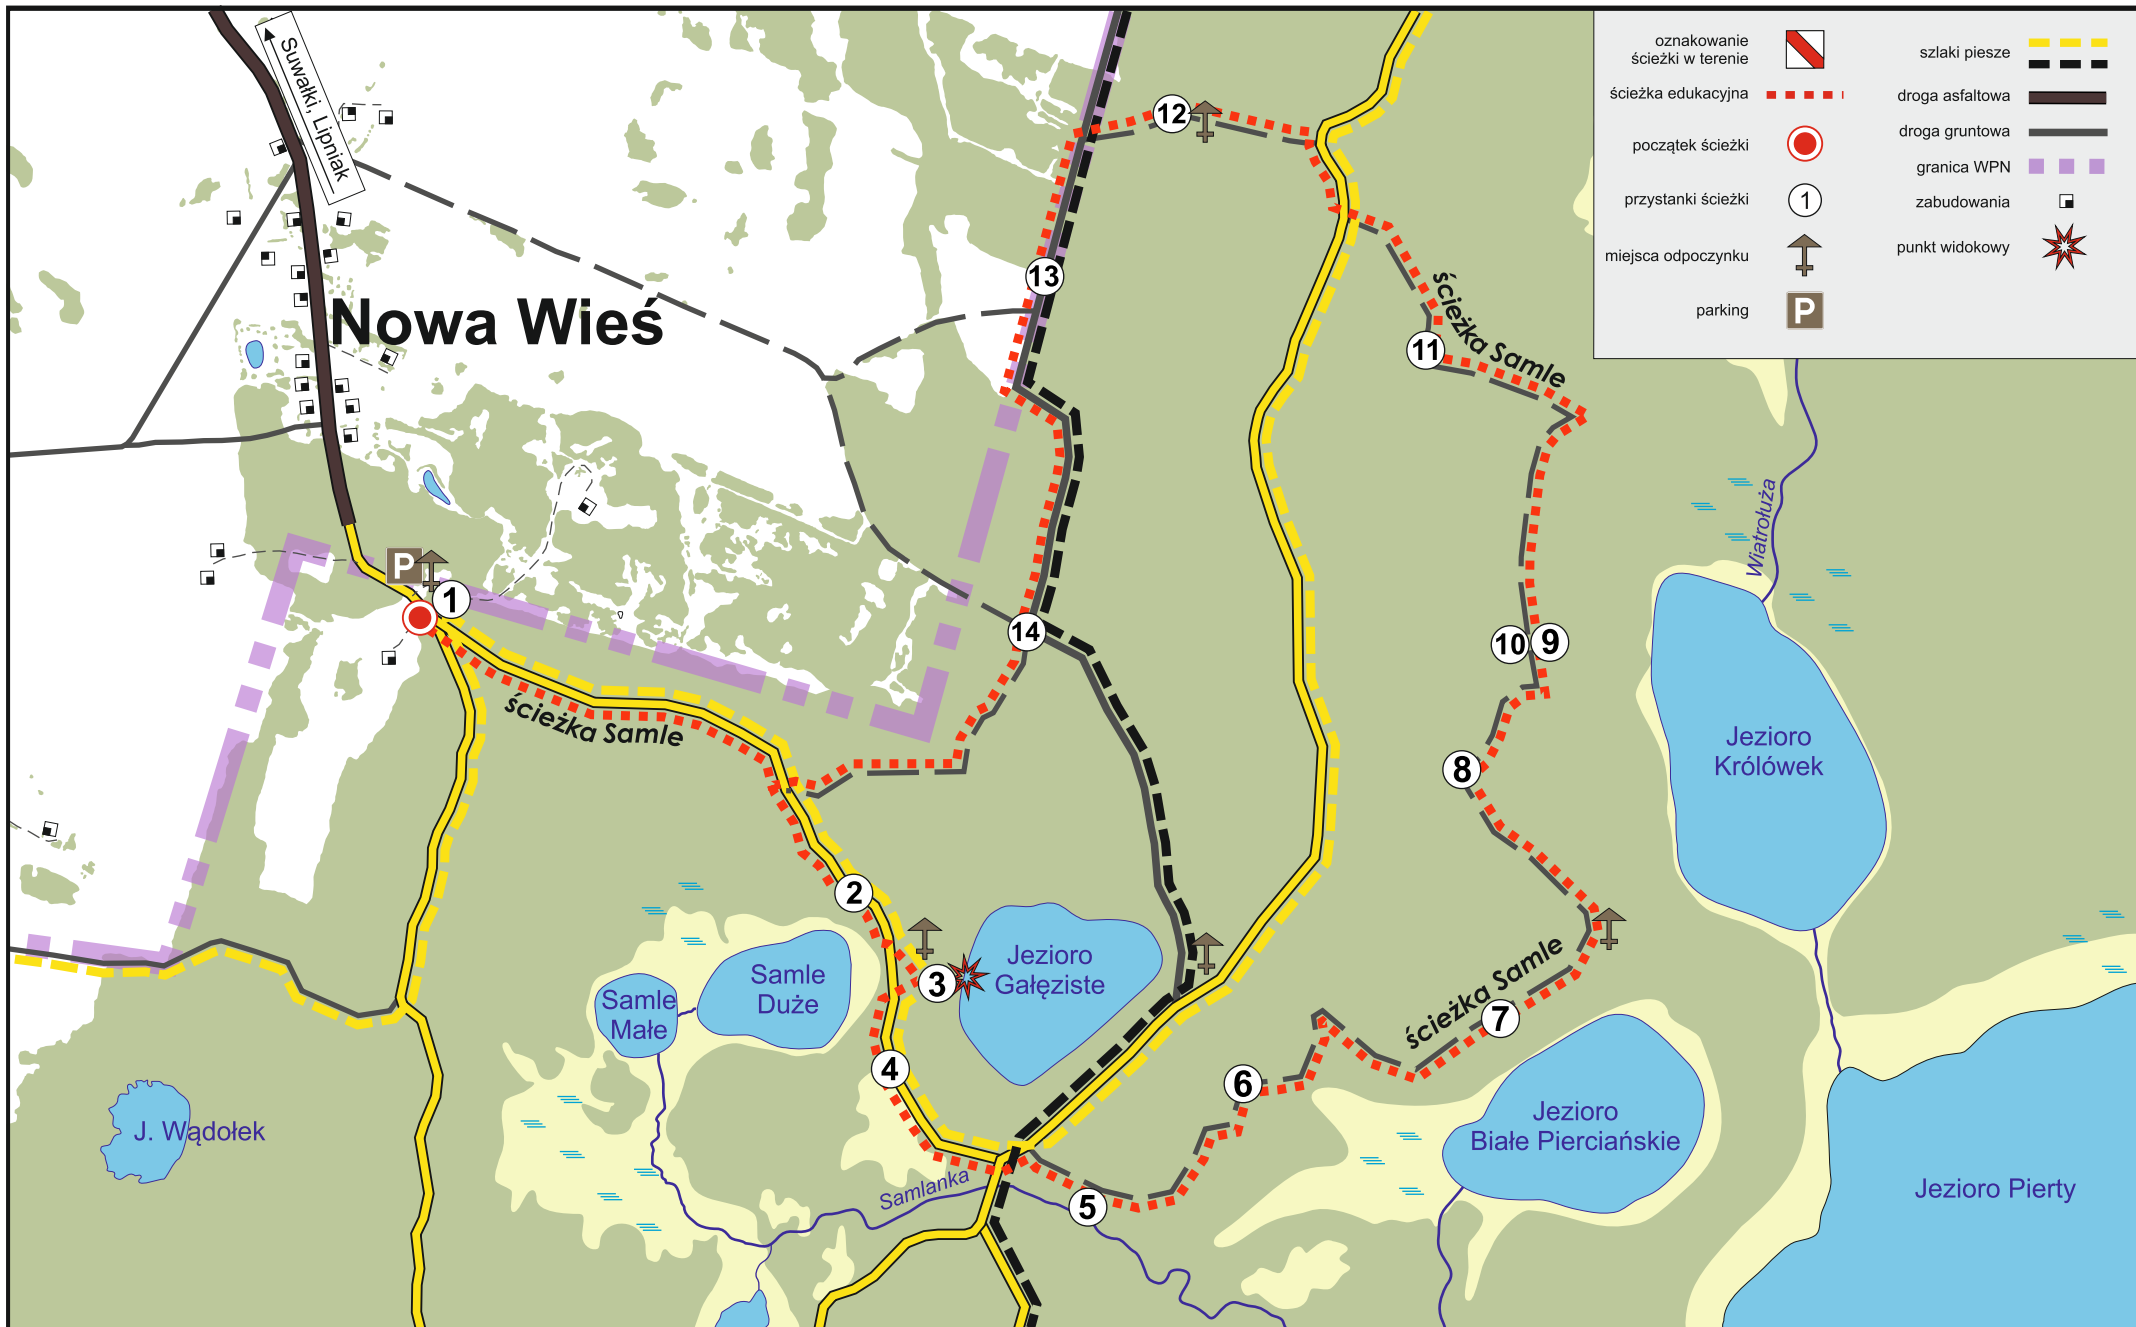 Suwałki, Lipniak
Nowa Wieś
oznakowanie
ścieżki w terenie
ścieżka edukacyjna
początek ścieżki
przystanki ścieżki
1
miejsca odpoczynku
parking
P
szlaki piesze
droga asfaltowa
droga gruntowa
granica WPN
zabudowania
punkt widokowy
12
13
ścieżka Samle
11
Wiatrołuża
P
1
14
10
9
ścieżka Samle
8
Jezioro
Królówek
2
3
Jezioro
Gałęziste
Samle
Duże
Samle
Małe
ścieżka Samle
7
4
6
J. Wądołek
Jezioro
Białe Pierciańskie
Samlanka
5
Jezioro Pierty